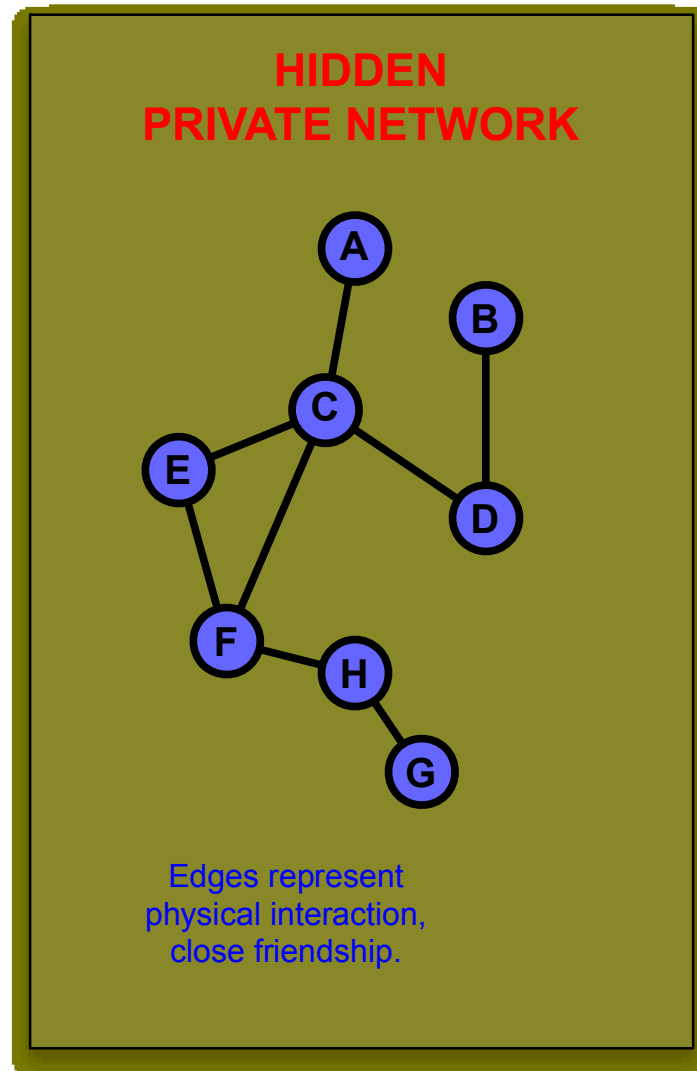 HIDDEN
PRIVATE NETWORK
A
B
C
E
D
F
H
G
Edges represent
physical interaction,
close friendship.